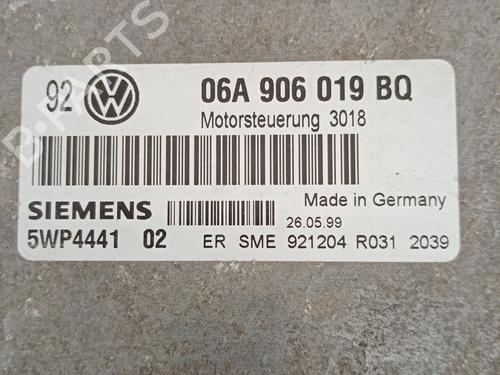 92 VW 06A 906 019 BQ
Motorsteuerung 3018
Made in Germany
SIEMENS 26.05.99
5WP4441 02 ER SME 921204 R031 2039
B-PARTS